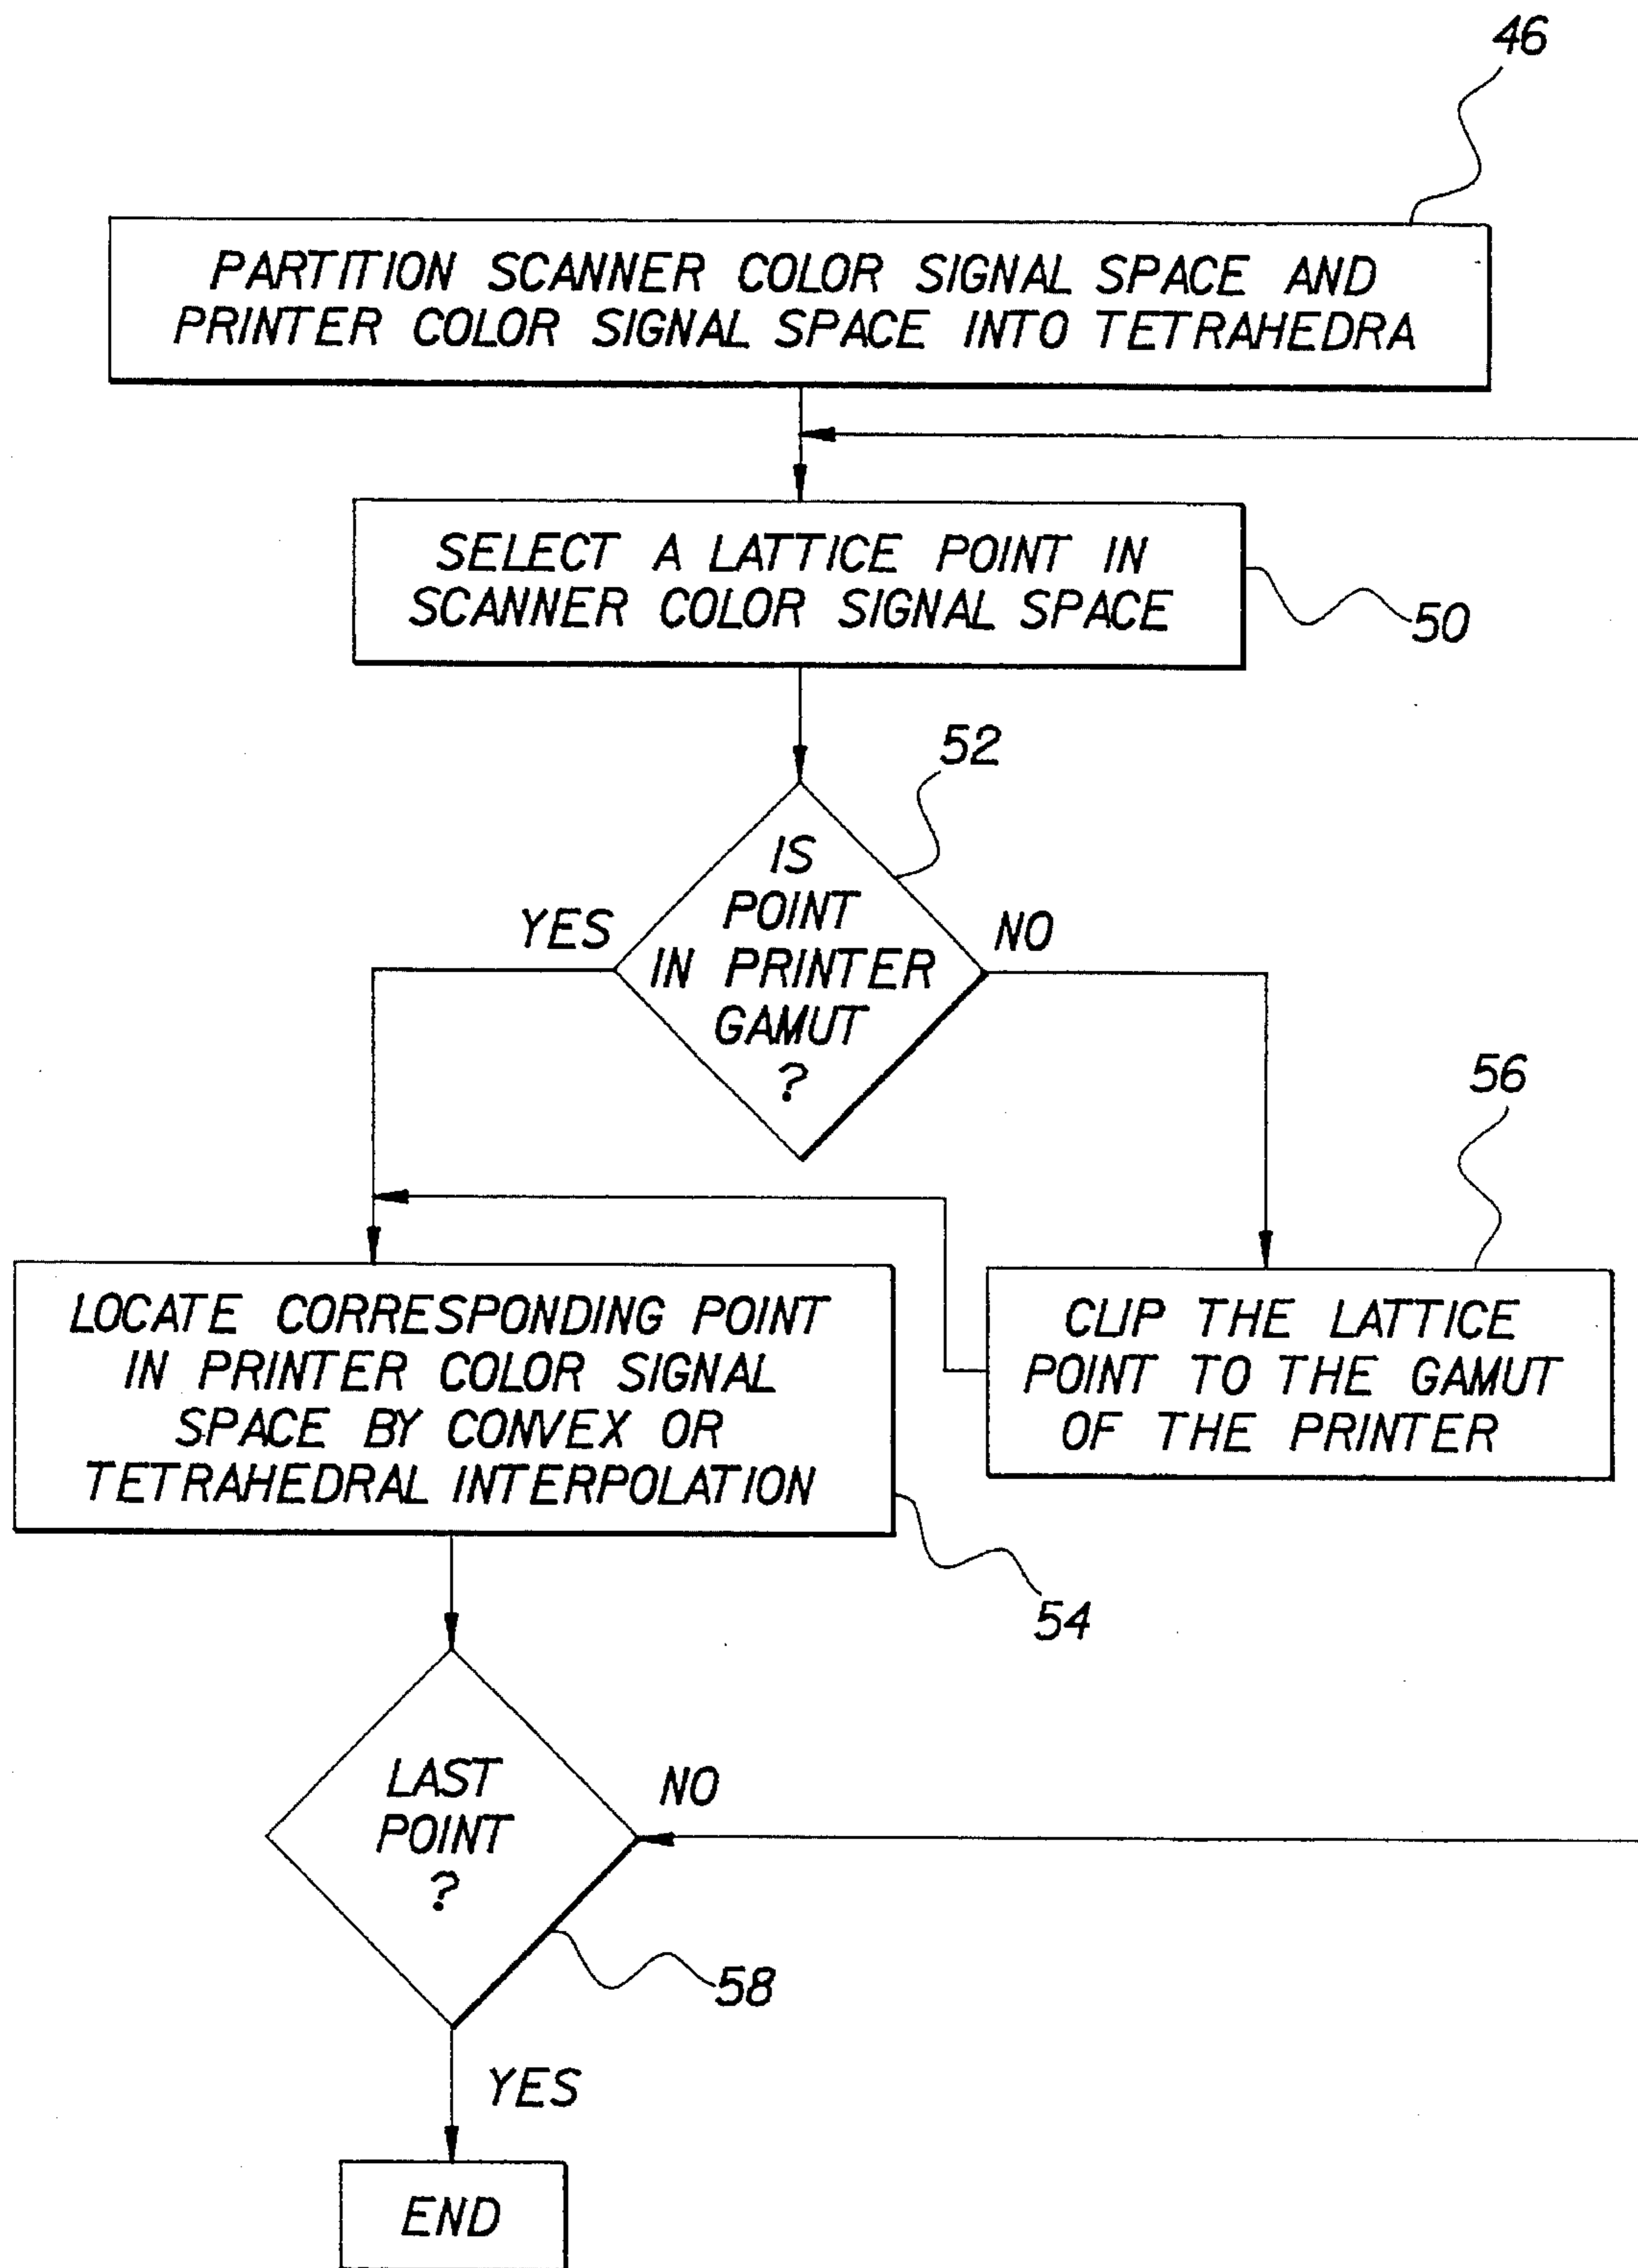 46
PARTITION SCANNER COLOR SIGNAL SPACE AND
PRINTER COLOR SIGNAL SPACE INTO TETRAHEDRA
SELECT A LATTICE POINT IN
SCANNER COLOR SIGNAL SPACE
50
52
IS
POINT
IN PRINTER
GAMUT
?
YES
NO
56
LOCATE CORRESPONDING POINT
IN PRINTER COLOR SIGNAL
SPACE BY CONVEX OR
TETRAHEDRAL INTERPOLATION
CLIP THE LATTICE
POINT TO THE GAMUT
OF THE PRINTER
54
LAST
POINT
?
NO
58
YES
END